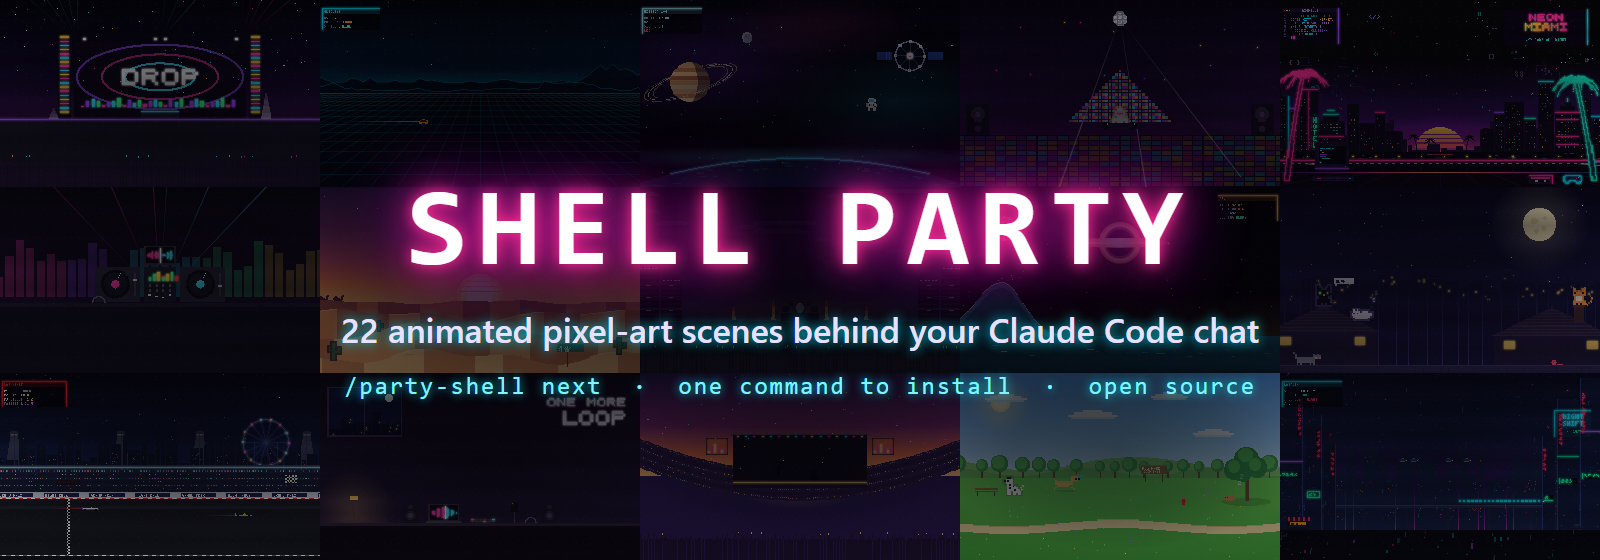 DROP
NEON
MIAMI
SHELL PARTY
22 animated pixel-art scenes behind your Claude Code chat
/party-shell next · one command to install · open source
ONE MORE
LOOP
NIGHT
SHIFT